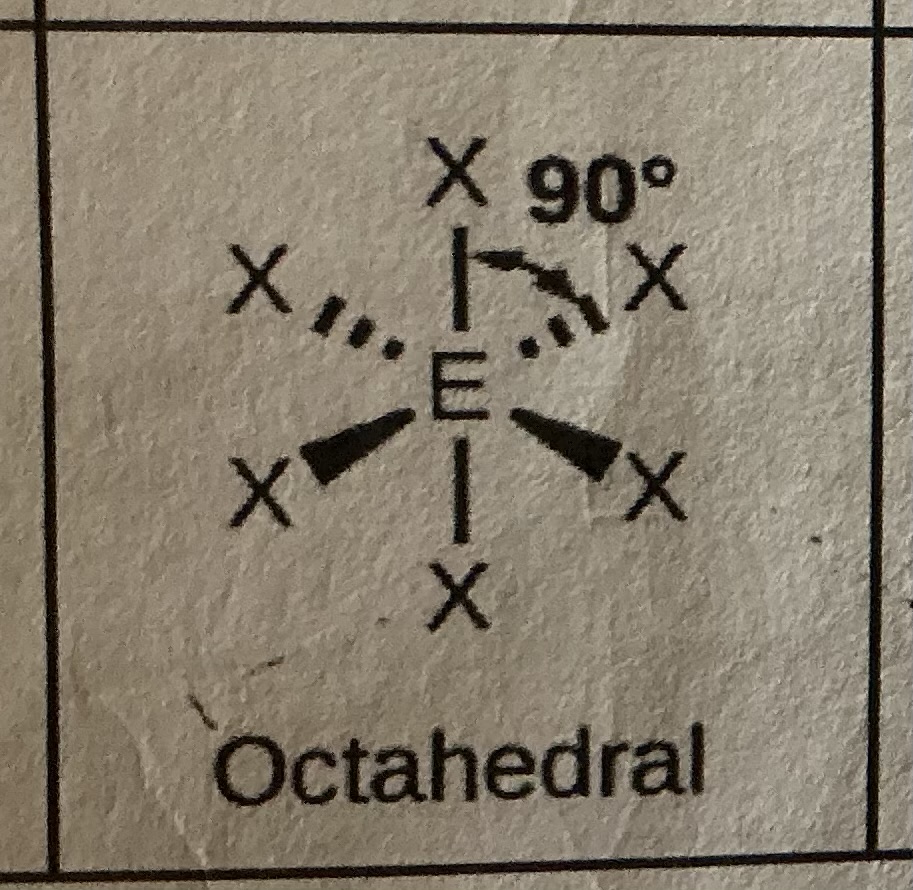 X 90°
X X
E
X X
X
Octahedral